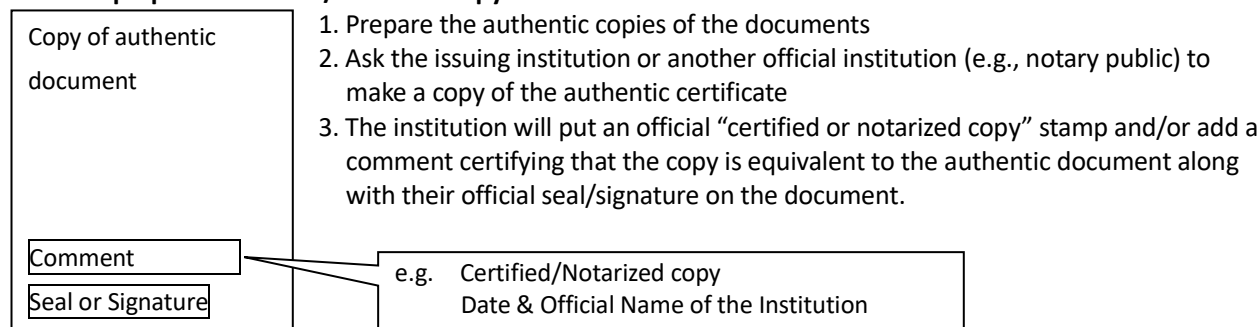 Copy of authentic
document
Comment
Seal or Signature
1. Prepare the authentic copies of the documents
2. Ask the issuing institution or another official institution (e.g., notary public) to
make a copy of the authentic certificate
3. The institution will put an official “certified or notarized copy” stamp and/or add a
comment certifying that the copy is equivalent to the authentic document along
with their official seal/signature on the document.
e.g. Certified/Notarized copy
Date & Official Name of the Institution